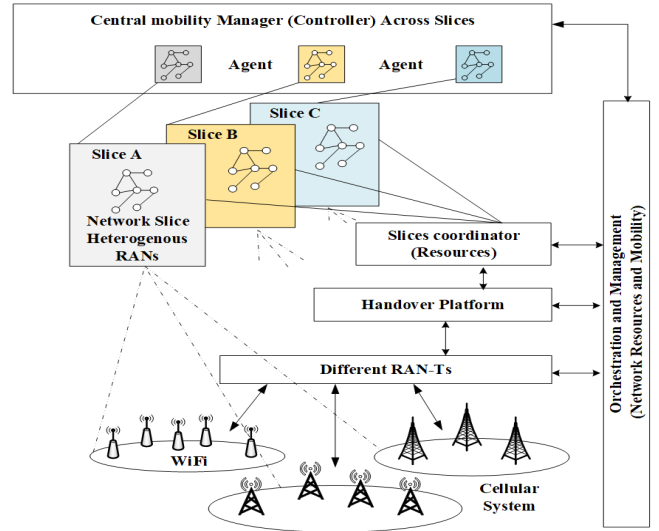 Central mobility Manager (Controller) Across Slices
Agent
Agent
Slice C
Slice B
Slice A
Network Slice
Heterogenous
RANs
Slices coordinator
(Resources)
Handover Platform
Different RAN-Ts
Orchestration and Management
(Network Resources and Mobility)
WiFi
Cellular
System